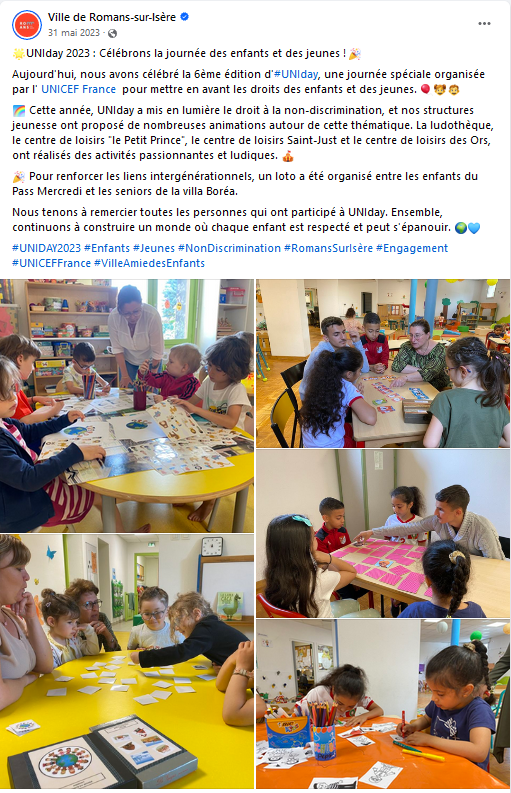 Ville de Romans-sur-Isère
31 mai 2023
🌟UNIday 2023 : Célébrons la journée des enfants et des jeunes ! 🎉
Aujourd'hui, nous avons célébré la 6ème édition d'#UNIday, une journée spéciale organisée
par l' UNICEF France pour mettre en avant les droits des enfants et des jeunes. 🎈👧👦
🌈 Cette année, UNIday a mis en lumière le droit à la non-discrimination, et nos structures
jeunesse ont proposé de nombreuses animations autour de cette thématique. La ludothèque,
le centre de loisirs "le Petit Prince", le centre de loisirs Saint-Just et le centre de loisirs des Ors,
ont réalisés des activités passionnantes et ludiques. 🎪
🎉 Pour renforcer les liens intergénérationnels, un loto a été organisé entre les enfants du
Pass Mercredi et les seniors de la villa Boréa.
Nous tenons à remercier toutes les personnes qui ont participé à UNIday. Ensemble,
continuons à construire un monde où chaque enfant est respecté et peut s'épanouir. 🌍💙
#UNIDAY2023 #Enfants #Jeunes #NonDiscrimination #RomansSurIsère #Engagement
#UNICEFFrance #VilleAmiedesEnfants